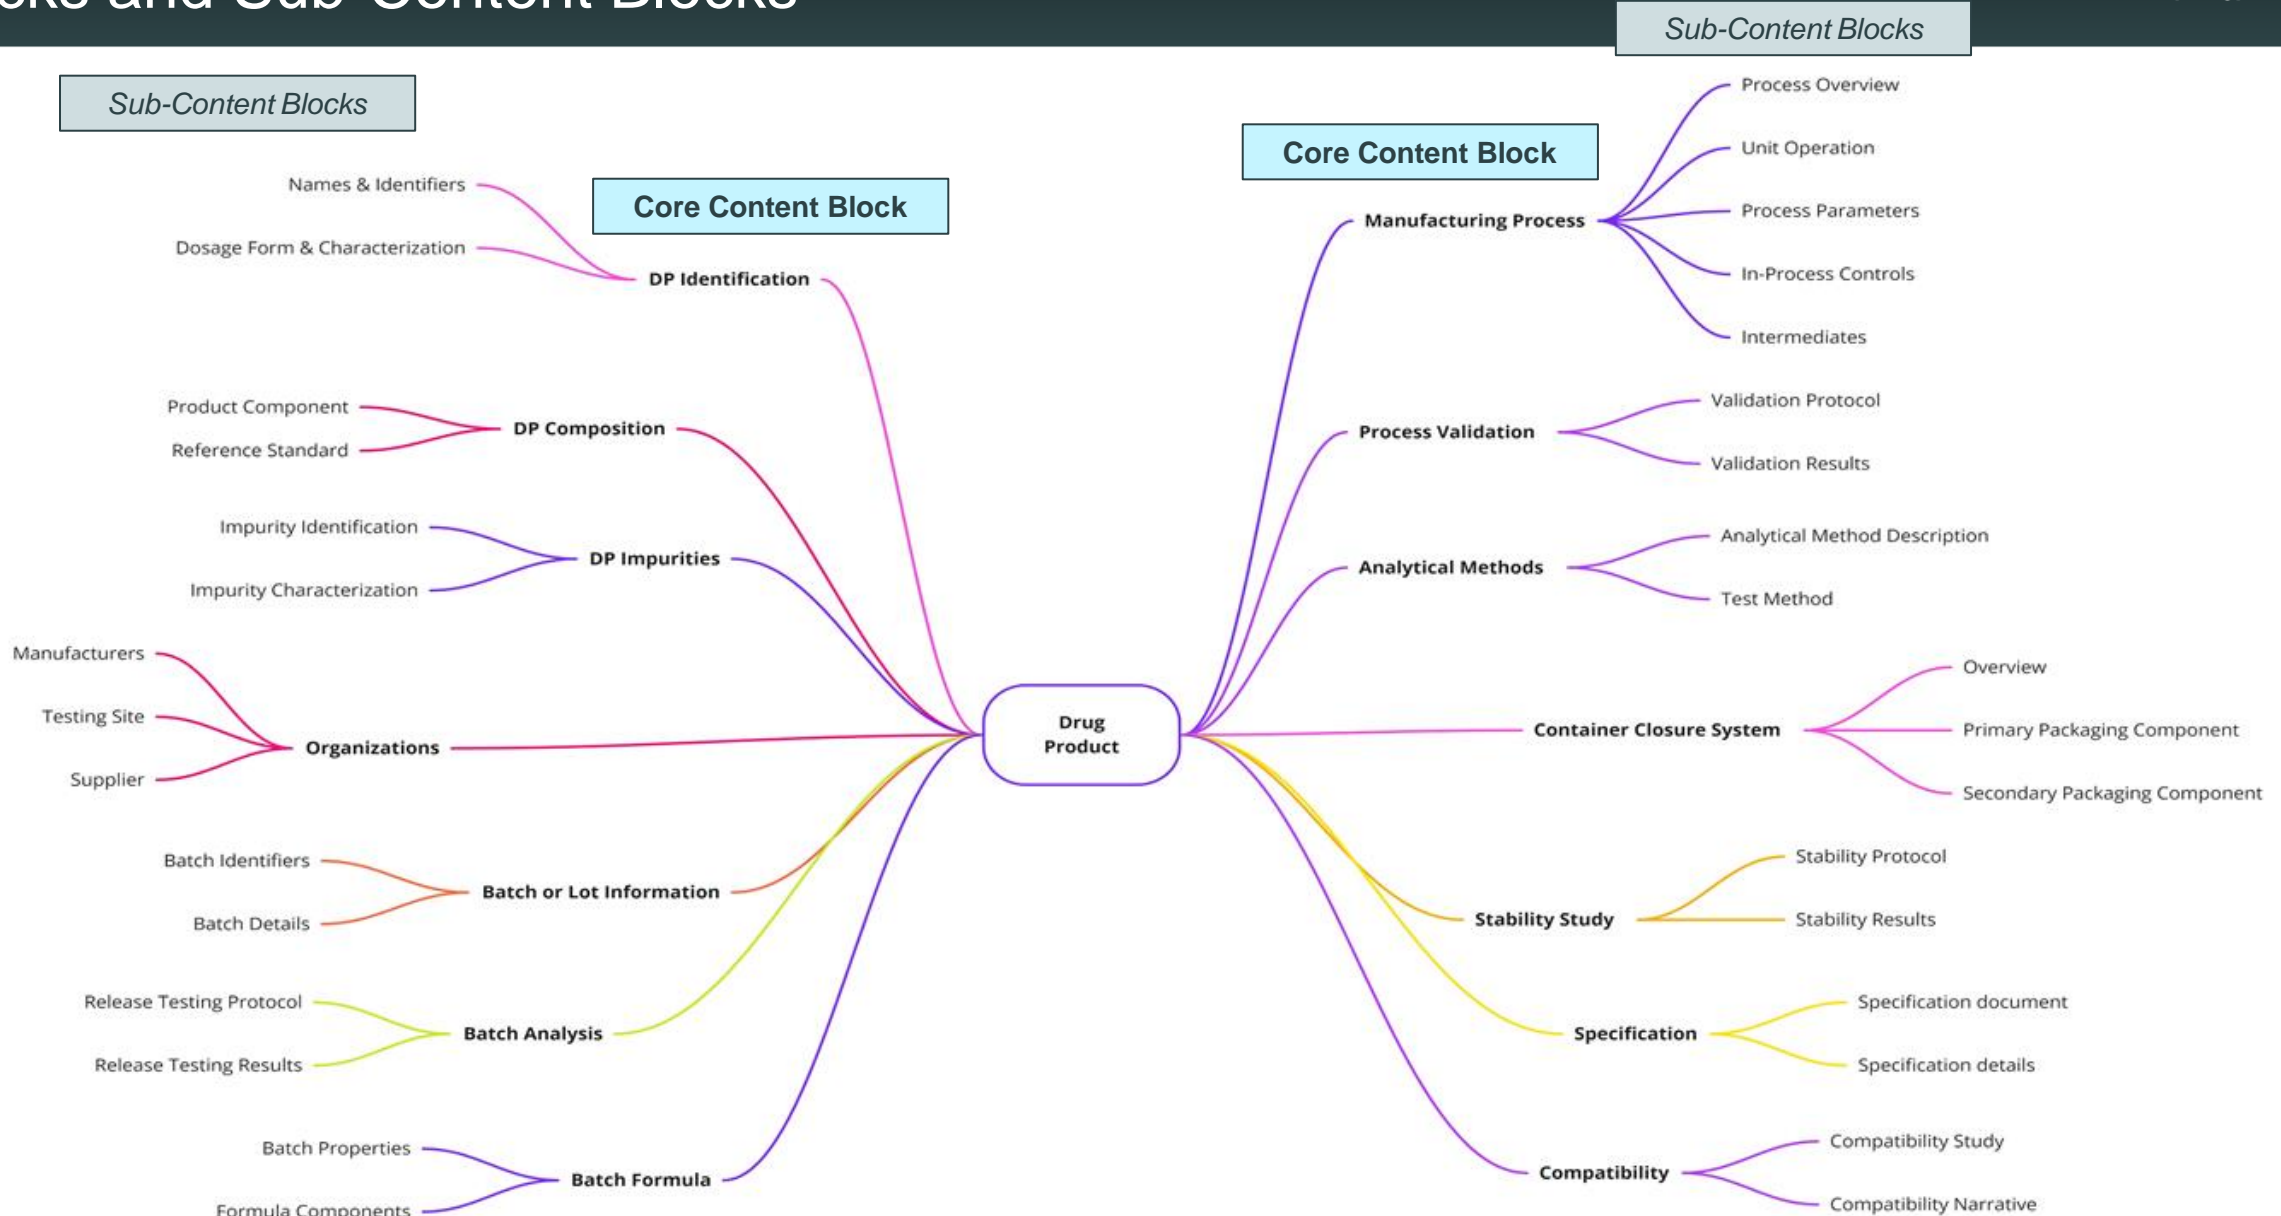 and Sub-Content Blocks
Sub-Content Blocks
Sub-Content Blocks
Core Content Block
Core Content Block
Names & Identifiers
Dosage Form & Characterization
DP Identification
Product Component
Reference Standard
DP Composition
Impurity Identification
Impurity Characterization
DP Impurities
Manufacturers
Testing Site
Supplier
Organizations
Batch Identifiers
Batch Details
Batch or Lot Information
Release Testing Protocol
Release Testing Results
Batch Analysis
Batch Properties
Formula Components
Batch Formula
Drug
Product
Manufacturing Process
Process Overview
Unit Operation
Process Parameters
In-Process Controls
Intermediates
Process Validation
Validation Protocol
Validation Results
Analytical Methods
Analytical Method Description
Test Method
Container Closure System
Overview
Primary Packaging Component
Secondary Packaging Component
Stability Study
Stability Protocol
Stability Results
Specification
Specification document
Specification details
Compatibility
Compatibility Study
Compatibility Narrative